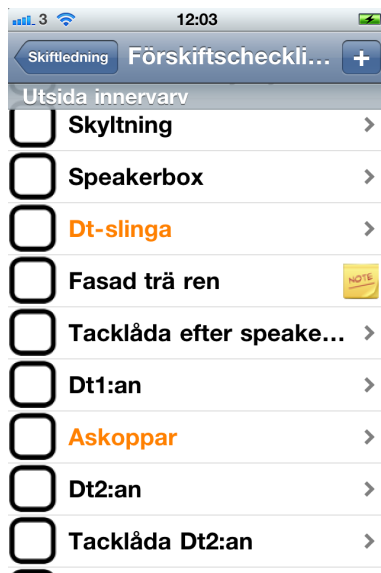 3 12:03
Skiftledning Förskiftscheckli... +
Utsida innervarv
Skyltning
Speakerbox
Dt-slinga
Fasad trä ren NOTE
Tacklåda efter speake...
Dt1:an
Askoppar
Dt2:an
Tacklåda Dt2:an